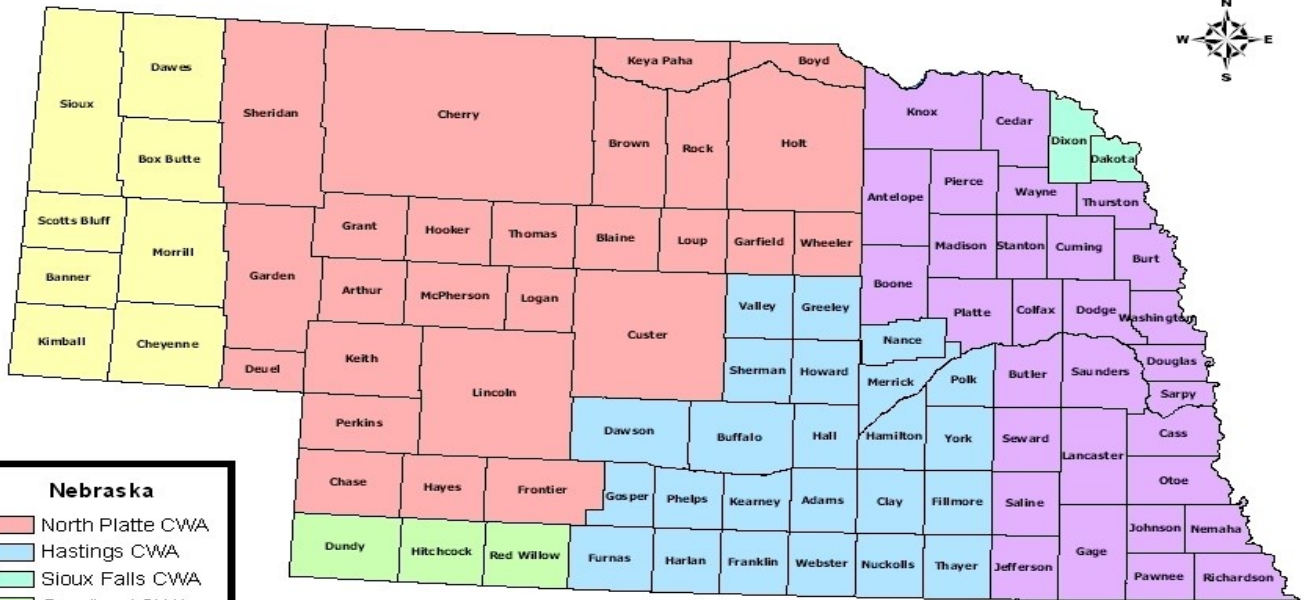 N
W E
S
Keya Paha
Boyd
Dawes
Sioux
Sheridan
Cherry
Knox
Cedar
Brown
Rock
Holt
Dixon
Box Butte
Dakota
Pierce
Antelope
Wayne
Thurston
Scotts Bluff
Grant
Hooker
Thomas
Blaine
Loup
Garfield
Wheeler
Madison
Stanton
Cuming
Morrill
Burt
Banner
Garden
Boone
Arthur
McPherson
Logan
Valley
Greeley
Platte
Colfax
Dodge
Washington
Kimball
Cheyenne
Custer
Nance
Keith
Douglas
Deuel
Sherman
Howard
Merrick
Polk
Butler
Saunders
Lincoln
Sarpy
Perkins
Dawson
Buffalo
Hall
Hamilton
York
Seward
Cass
Lancaster
Chase
Hayes
Frontier
Otoe
Gosper
Phelps
Kearney
Adams
Clay
Fillmore
Saline
Johnson
Nemaha
Dundy
Hitchcock
Red Willow
Furnas
Harlan
Franklin
Webster
Nuckolls
Thayer
Jefferson
Gage
Pawnee
Richardson
Nebraska
North Platte CWA
Hastings CWA
Sioux Falls CWA